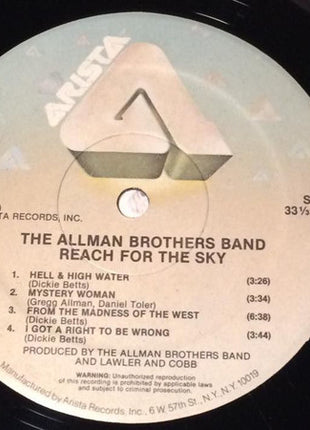 ARISTA
TA RECORDS, INC.
S
33⅓
THE ALLMAN BROTHERS BAND
REACH FOR THE SKY
1. HELL & HIGH WATER (3:26)
(Dickie Betts)
2. MYSTERY WOMAN (3:34)
(Gregg Allman, Daniel Toler)
3. FROM THE MADNESS OF THE WEST (6:38)
(Dickie Betts)
4. I GOT A RIGHT TO BE WRONG (3:44)
(Dickie Betts)
PRODUCED BY THE ALLMAN BROTHERS BAND
AND LAWLER AND COBB
WARNING: Unauthorized reproduction
of this recording is prohibited by applicable laws
and subject to criminal prosecution.
Manufactured by Arista Records, Inc., 6 W. 57th St., N.Y., N.Y. 10019